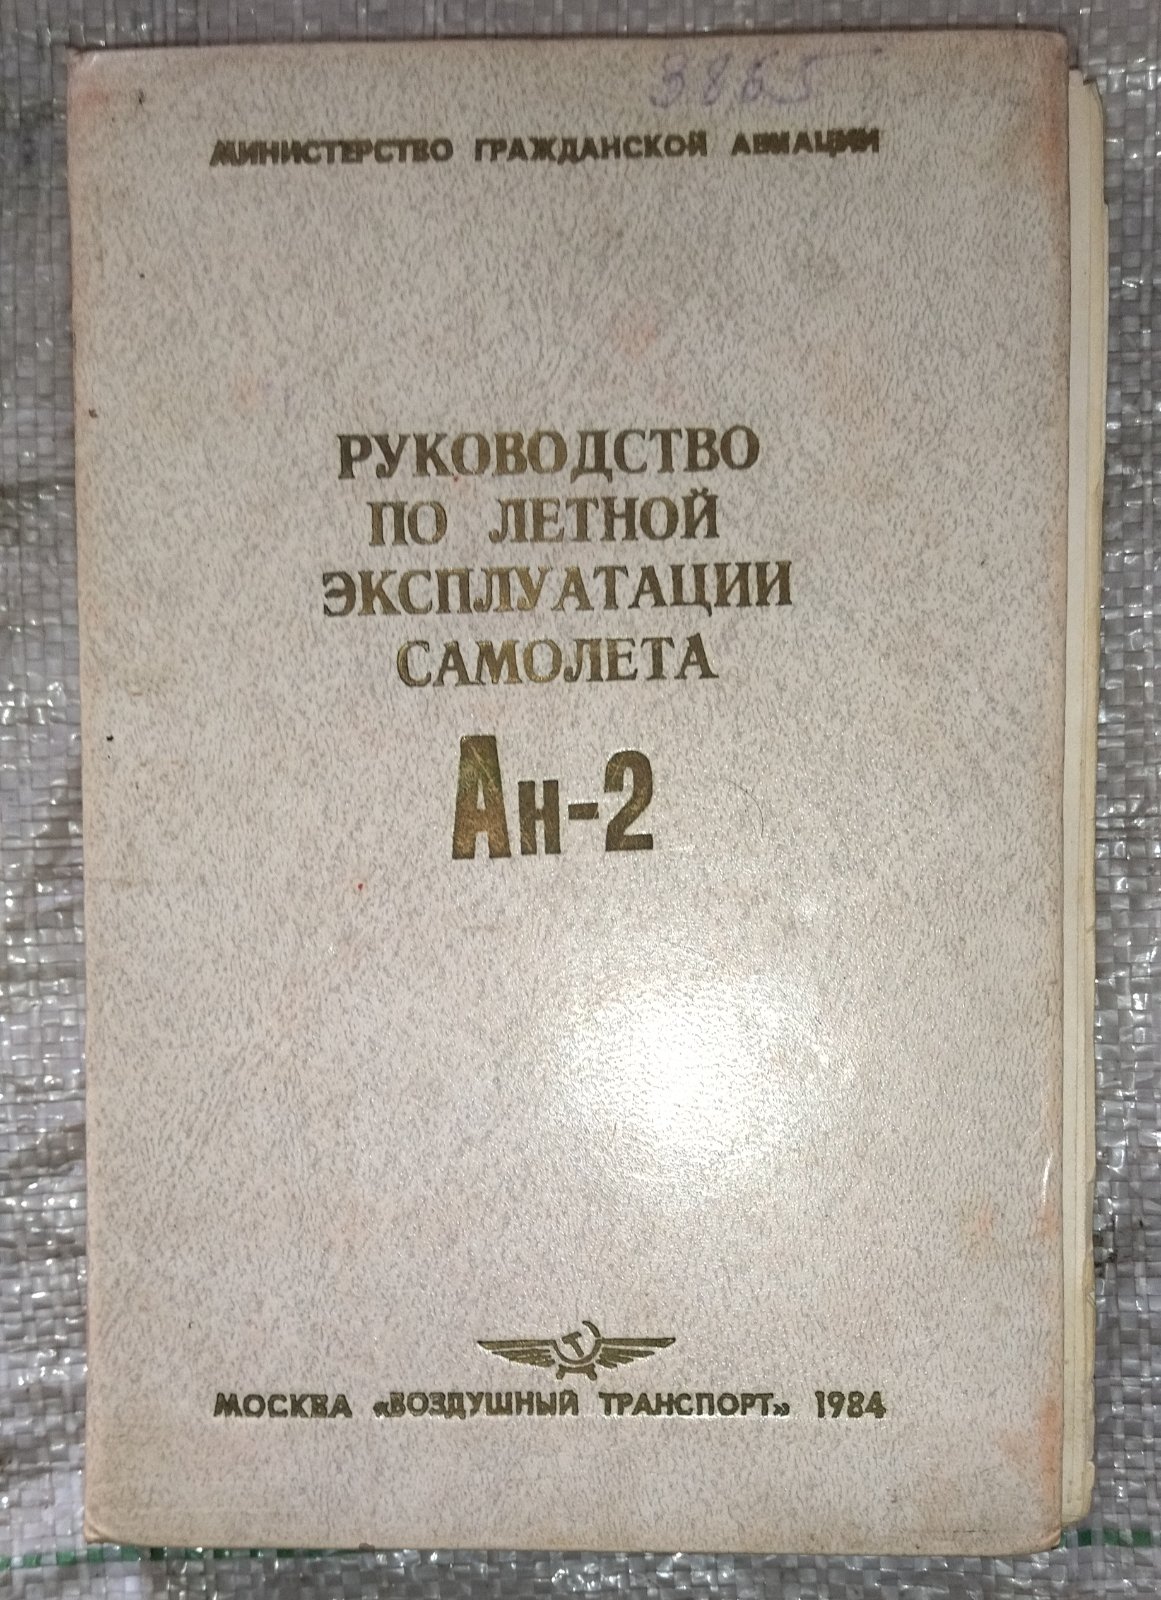 3865
МИНИСТЕРСТВО ГРАЖДАНСКОЙ АВИАЦИИ
РУКОВОДСТВО
ПО ЛЕТНОЙ
ЭКСПЛУАТАЦИИ
САМОЛЕТА
Ан-2
МОСКВА «ВОЗДУШНЫЙ ТРАНСПОРТ» 1984